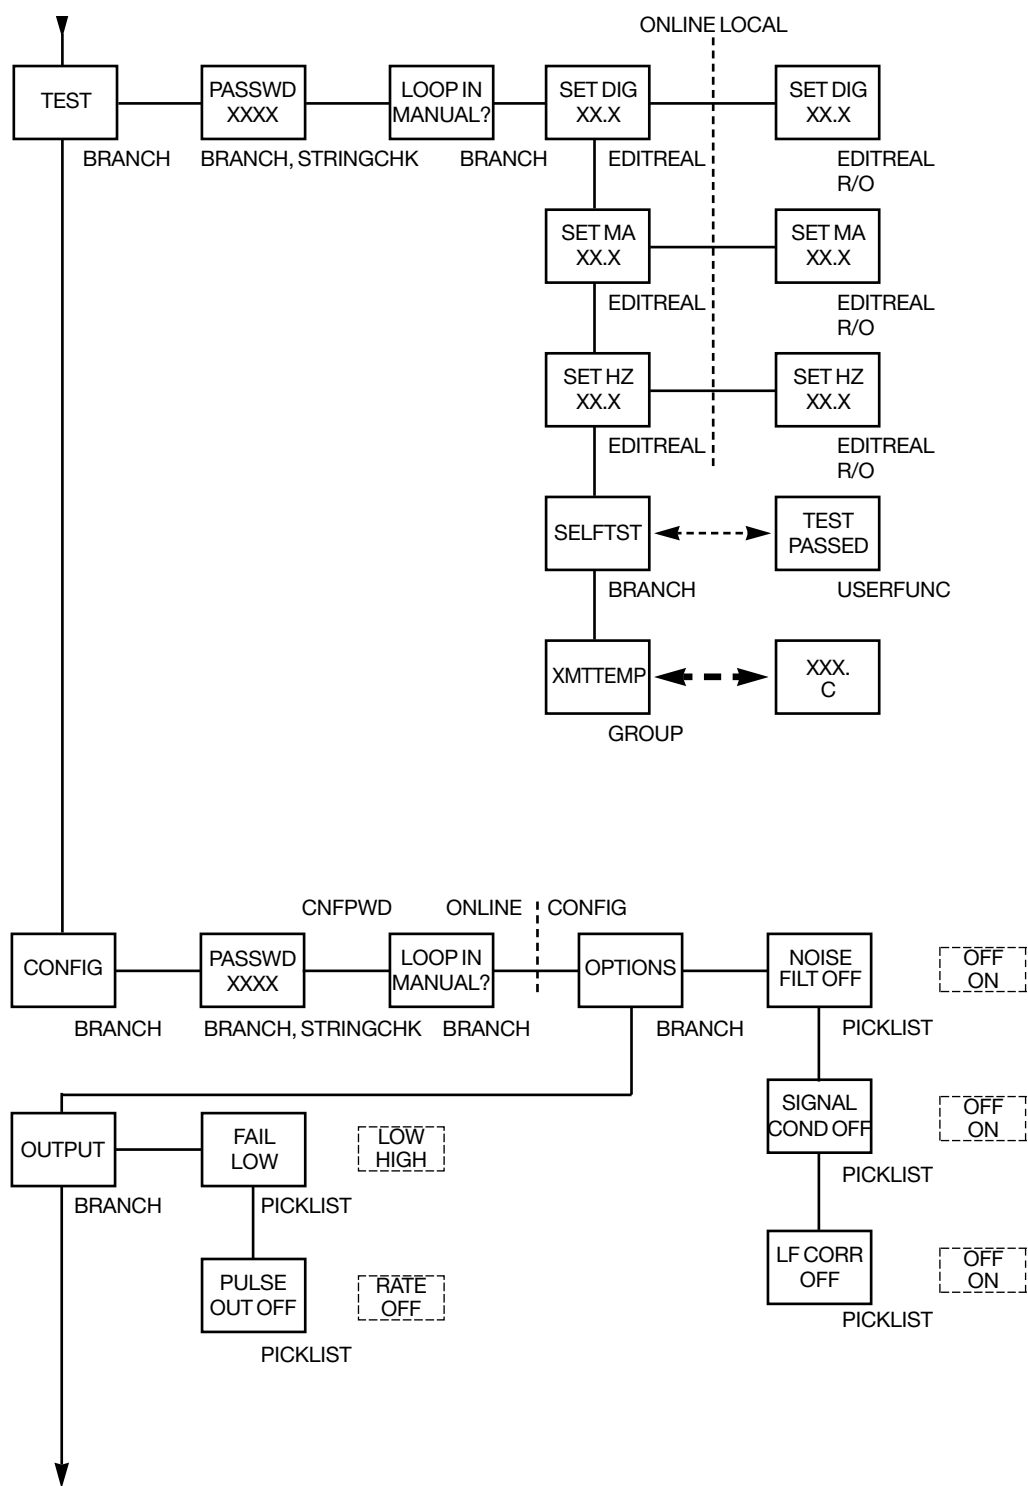 ONLINE LOCAL
TEST
PASSWD
XXXX
LOOP IN
MANUAL?
SET DIG
XX.X
SET DIG
XX.X
BRANCH
BRANCH, STRINGCHK
BRANCH
EDITREAL
EDITREAL
R/O
SET MA
XX.X
SET MA
XX.X
EDITREAL
EDITREAL
R/O
SET HZ
XX.X
SET HZ
XX.X
EDITREAL
EDITREAL
R/O
SELFTST
TEST
PASSED
BRANCH
USERFUNC
XMTTEMP
XXX.
C
GROUP
CNFPWD
ONLINE
CONFIG
CONFIG
PASSWD
XXXX
LOOP IN
MANUAL?
OPTIONS
NOISE
FILT OFF
OFF
ON
BRANCH
BRANCH, STRINGCHK
BRANCH
BRANCH
PICKLIST
SIGNAL
COND OFF
OFF
ON
PICKLIST
OUTPUT
FAIL
LOW
LOW
HIGH
BRANCH
PICKLIST
LF CORR
OFF
OFF
ON
PICKLIST
PULSE
OUT OFF
RATE
OFF
PICKLIST